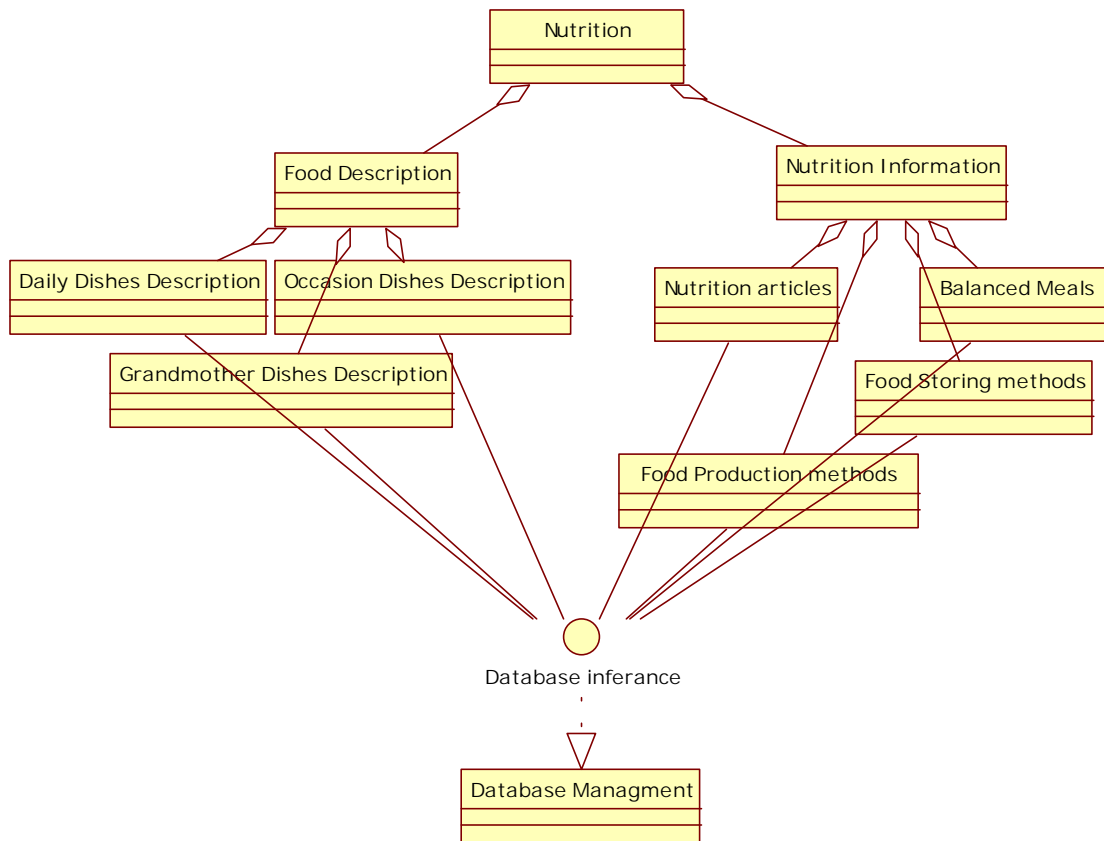 Nutrition
Food Description
Nutrition Information
Daily Dishes Description
Occasion Dishes Description
Nutrition articles
Balanced Meals
Grandmother Dishes Description
Food Storing methods
Food Production methods
Database inferance
Database Managment